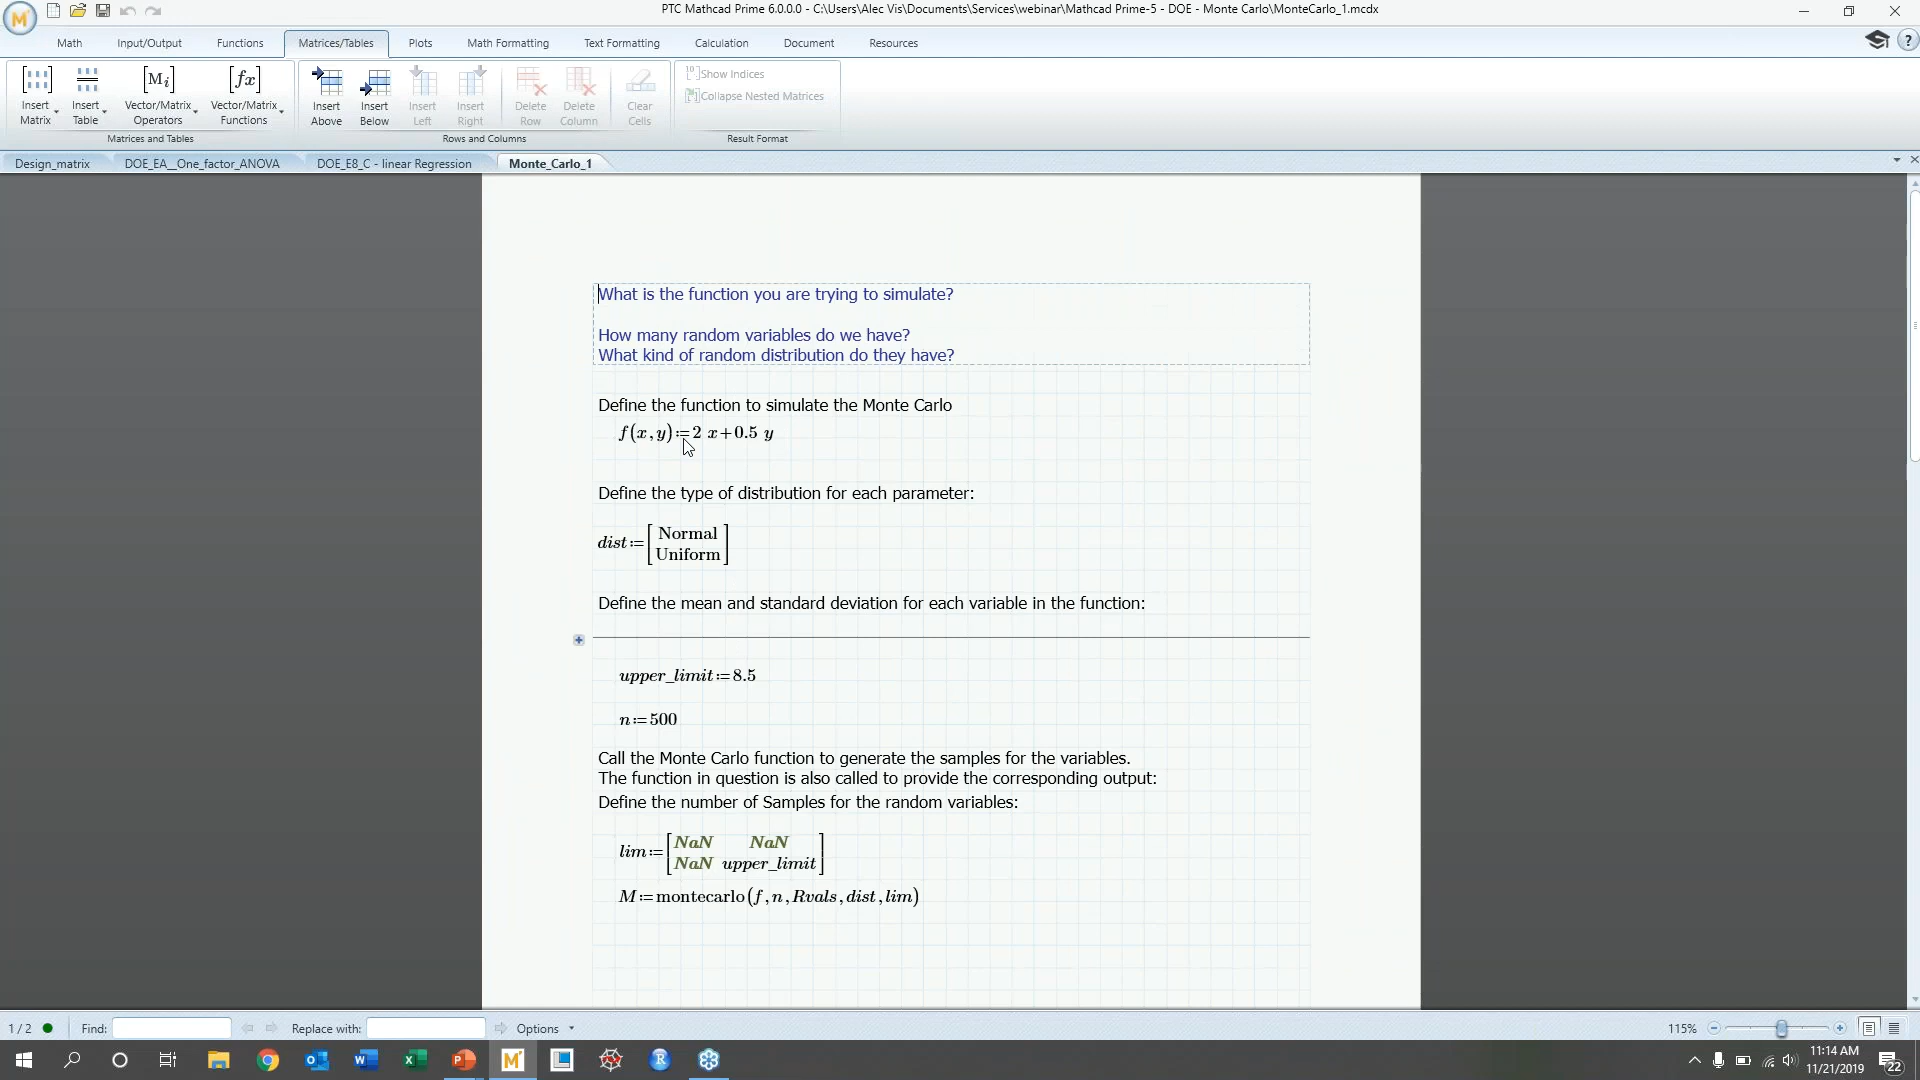 PTC Mathcad Prime 6.0.0.0 - C:\Users\Alec Vis\Documents\Services\webinar\Mathcad Prime-5 - DOE - Monte Carlo\MonteCarlo_1.mcdx
Math Input/Output Functions Matrices/Tables Plots Math Formatting Text Formatting Calculation Document Resources
Insert Matrix
Insert Table
Vector/Matrix Operators
Vector/Matrix Functions
Insert Above
Insert Below
Insert Left
Insert Right
Delete Row
Delete Column
Clear Cells
Show Indices
Collapse Nested Matrices
Matrices and Tables
Rows and Columns
Result Format
Design_matrix DOE_EA__One_factor_ANOVA DOE_E8_C - linear Regression Monte_Carlo_1
What is the function you are trying to simulate?
How many random variables do we have?
What kind of random distribution do they have?
Define the function to simulate the Monte Carlo
f(x,y):=2 x+0.5 y
Define the type of distribution for each parameter:
dist:=[Normal
Uniform]
Define the mean and standard deviation for each variable in the function:
upper_limit:=8.5
n:=500
Call the Monte Carlo function to generate the samples for the variables.
The function in question is also called to provide the corresponding output:
Define the number of Samples for the random variables:
lim:=[NaN NaN
NaN upper_limit]
M:=montecarlo(f,n,Rvals,dist,lim)
1 / 2 Find: Replace with: Options 115%
11:14 AM
11/21/2019
22